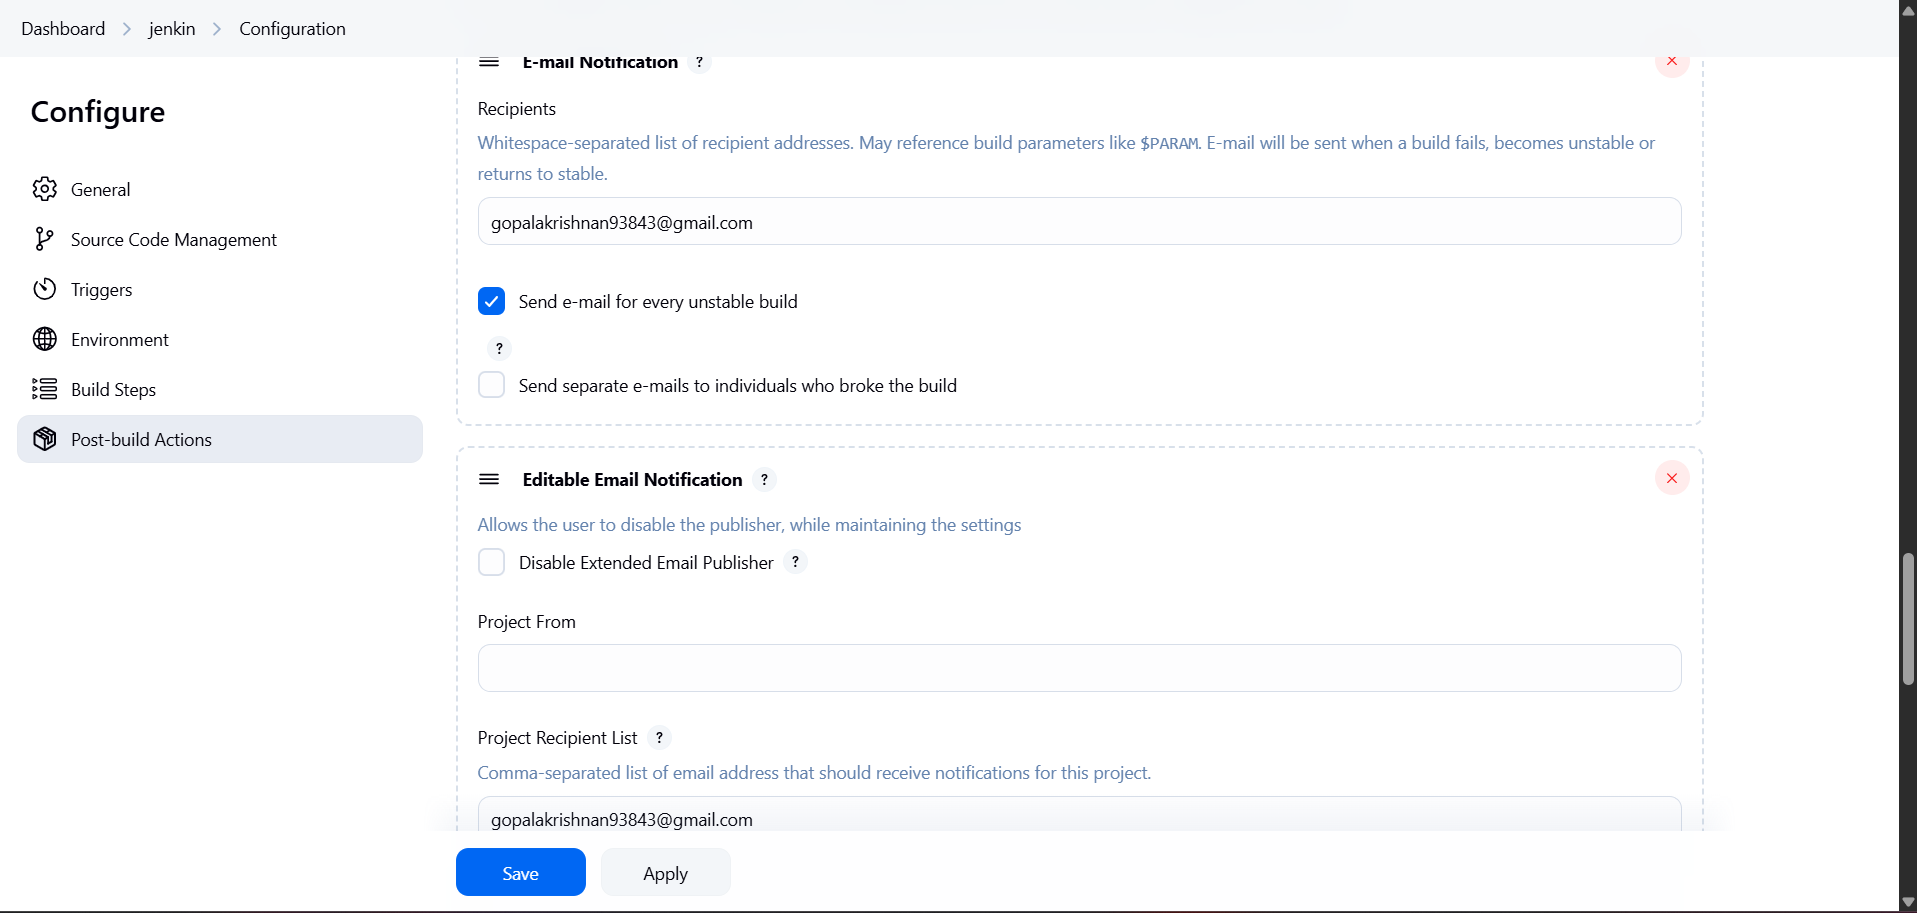 Dashboard > jenkin > Configuration
Configure
General
Source Code Management
Triggers
Environment
Build Steps
Post-build Actions
E-mail Notification ?
Recipients
Whitespace-separated list of recipient addresses. May reference build parameters like $PARAM. E-mail will be sent when a build fails, becomes unstable or
returns to stable.
gopalakrishnan93843@gmail.com
Send e-mail for every unstable build
?
Send separate e-mails to individuals who broke the build
Editable Email Notification ?
Allows the user to disable the publisher, while maintaining the settings
Disable Extended Email Publisher ?
Project From
Project Recipient List ?
Comma-separated list of email address that should receive notifications for this project.
gopalakrishnan93843@gmail.com
Save Apply